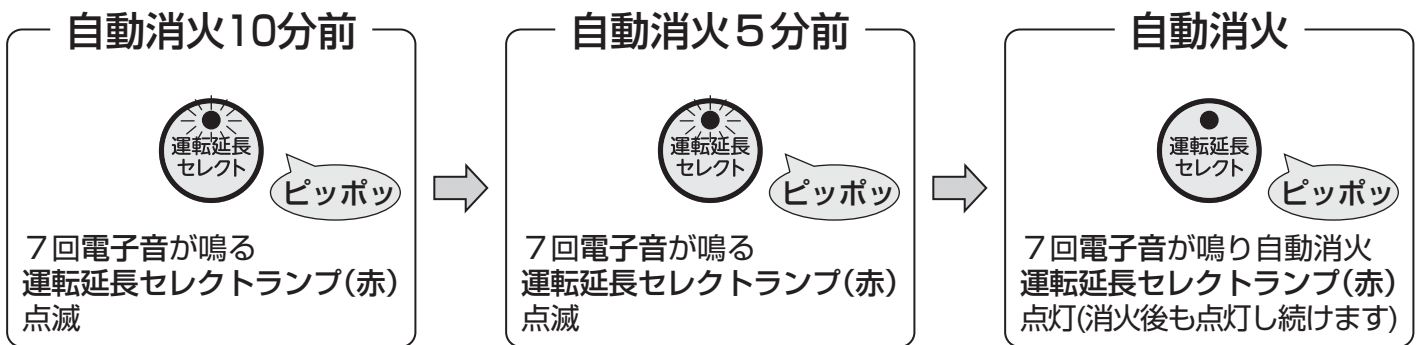 自動消火10分前
運転延長
セレクト
ピッポッ
7回電子音が鳴る
運転延長セレクトランプ(赤)
点滅
自動消火5分前
運転延長
セレクト
ピッポッ
7回電子音が鳴る
運転延長セレクトランプ(赤)
点滅
自動消火
運転延長
セレクト
ピッポッ
7回電子音が鳴り自動消火
運転延長セレクトランプ(赤)
点灯(消火後も点灯し続けます)